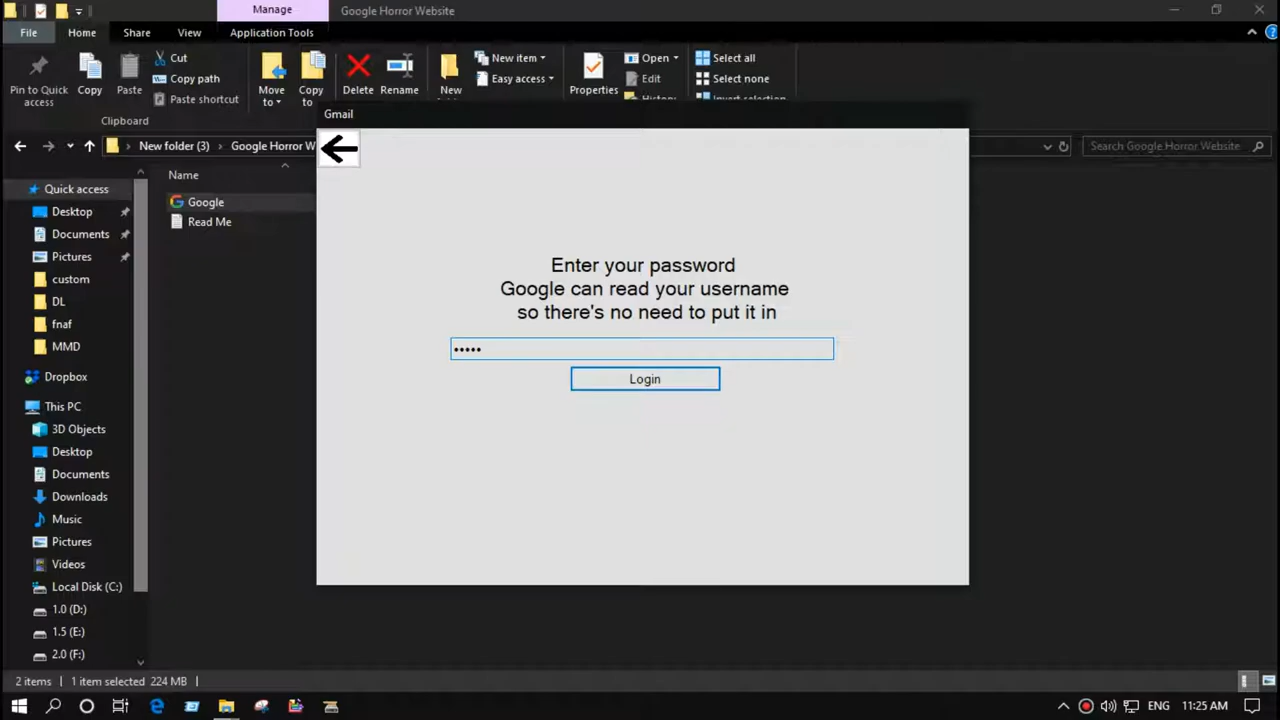 Manage
Google Horror Website
File
Home
Share
View
Application Tools
Pin to Quick access
Copy
Paste
Cut
Copy path
Paste shortcut
Clipboard
Move to
Copy to
Delete
Rename
New
New item
Easy access
Properties
Open
Edit
History
Select all
Select none
Invert selection
New folder (3)
Google Horror W
Search Google Horror Website
Quick access
Desktop
Documents
Pictures
custom
DL
fnaf
MMD
Dropbox
This PC
3D Objects
Desktop
Documents
Downloads
Music
Pictures
Videos
Local Disk (C:)
1.0 (D:)
1.5 (E:)
2.0 (F:)
Name
Google
Read Me
Gmail
Enter your password
Google can read your username
so there's no need to put it in
•••••
Login
2 items
1 item selected 224 MB
ENG
11:25 AM